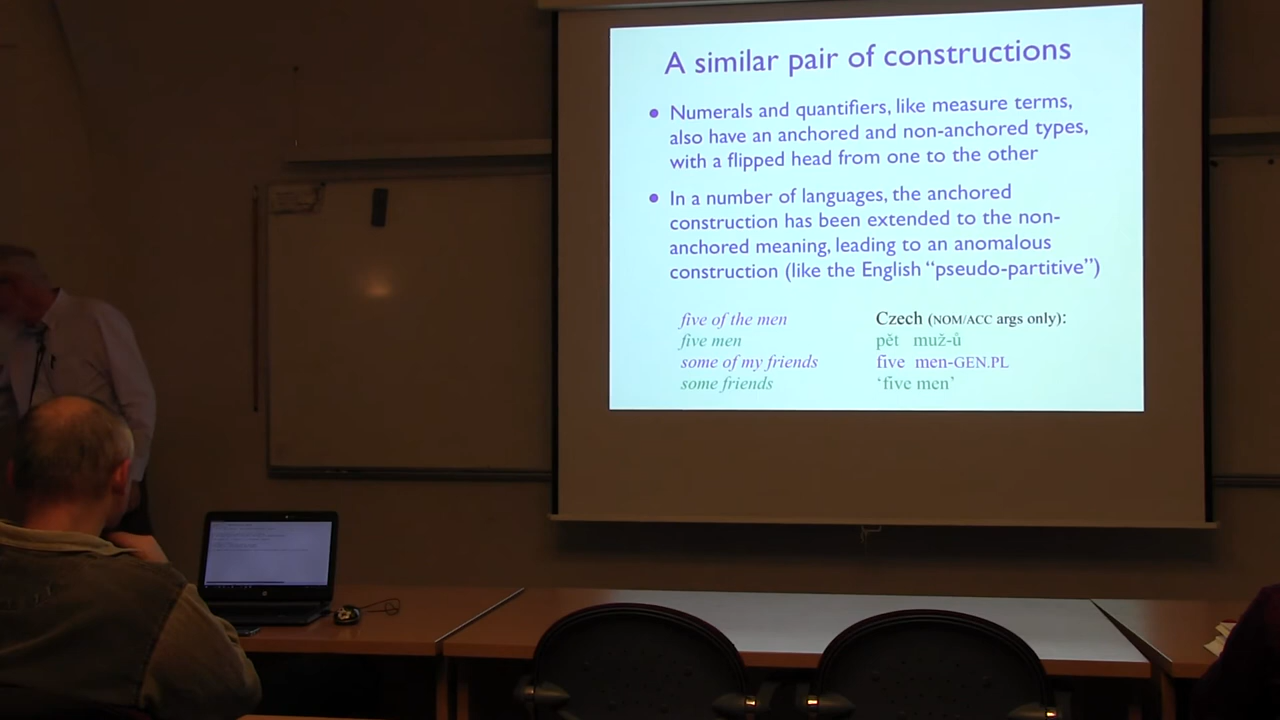 A similar pair of constructions
• Numerals and quantifiers, like measure terms,
also have an anchored and non-anchored types,
with a flipped head from one to the other
• In a number of languages, the anchored
construction has been extended to the non-
anchored meaning, leading to an anomalous
construction (like the English “pseudo-partitive”)
five of the men
five men
some of my friends
some friends
Czech (NOM/ACC args only):
pět muž-ů
five men-GEN.PL
‘five men’